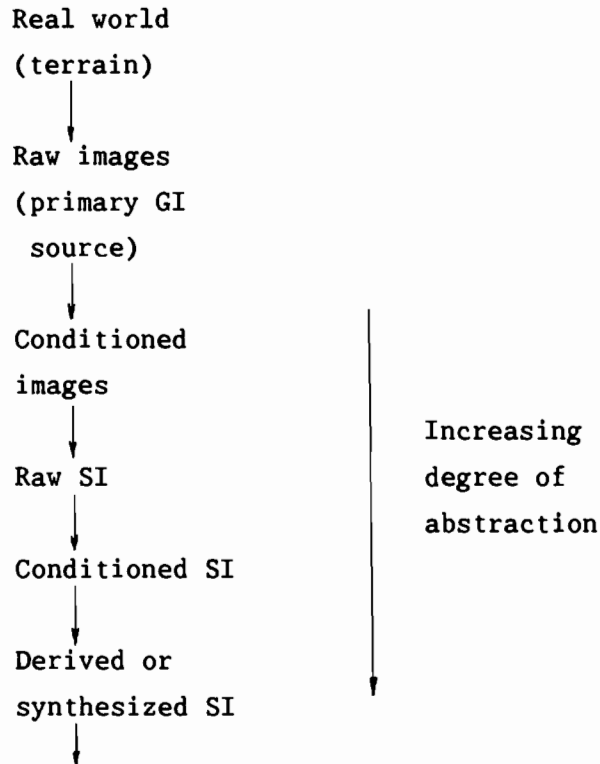 Real world
(terrain)
Raw images
(primary GI
source)
Conditioned
images
Raw SI
Conditioned SI
Derived or
synthesized SI
Increasing
degree of
abstraction